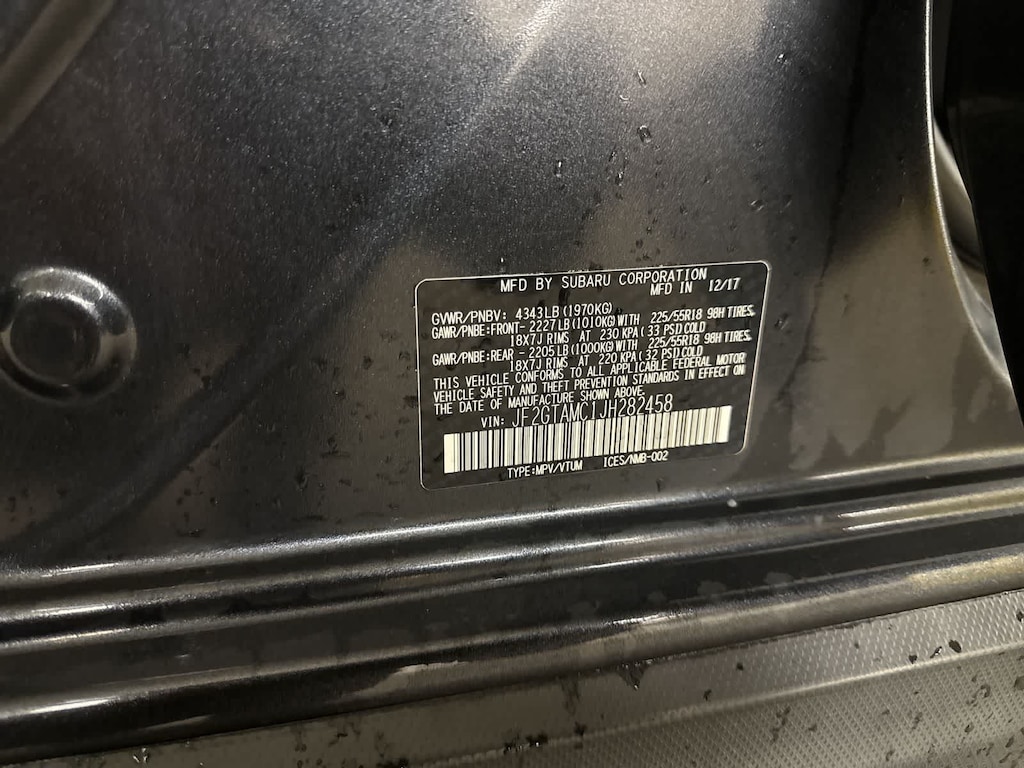 MFD BY SUBARU CORPORATION
MFD IN 12/17
GVWR/PNBV: 4343LB(1970KG)
GAWR/PNBE:FRONT-2227LB(1010KG)WITH 225/55R18 98H TIRES,
18X7J RIMS AT 230 KPA(33 PSI)COLD
GAWR/PNBE:REAR -2205LB(1000KG)WITH 225/55R18 98H TIRES,
18X7J RIMS AT 220 KPA(32 PSI)COLD
THIS VEHICLE CONFORMS TO ALL APPLICABLE FEDERAL MOTOR
VEHICLE SAFETY AND THEFT PREVENTION STANDARDS IN EFFECT ON
THE DATE OF MANUFACTURE SHOWN ABOVE.
VIN: JF2GTAMC1JH282458
TYPE:MPV/VTUM ICES/NMB-002